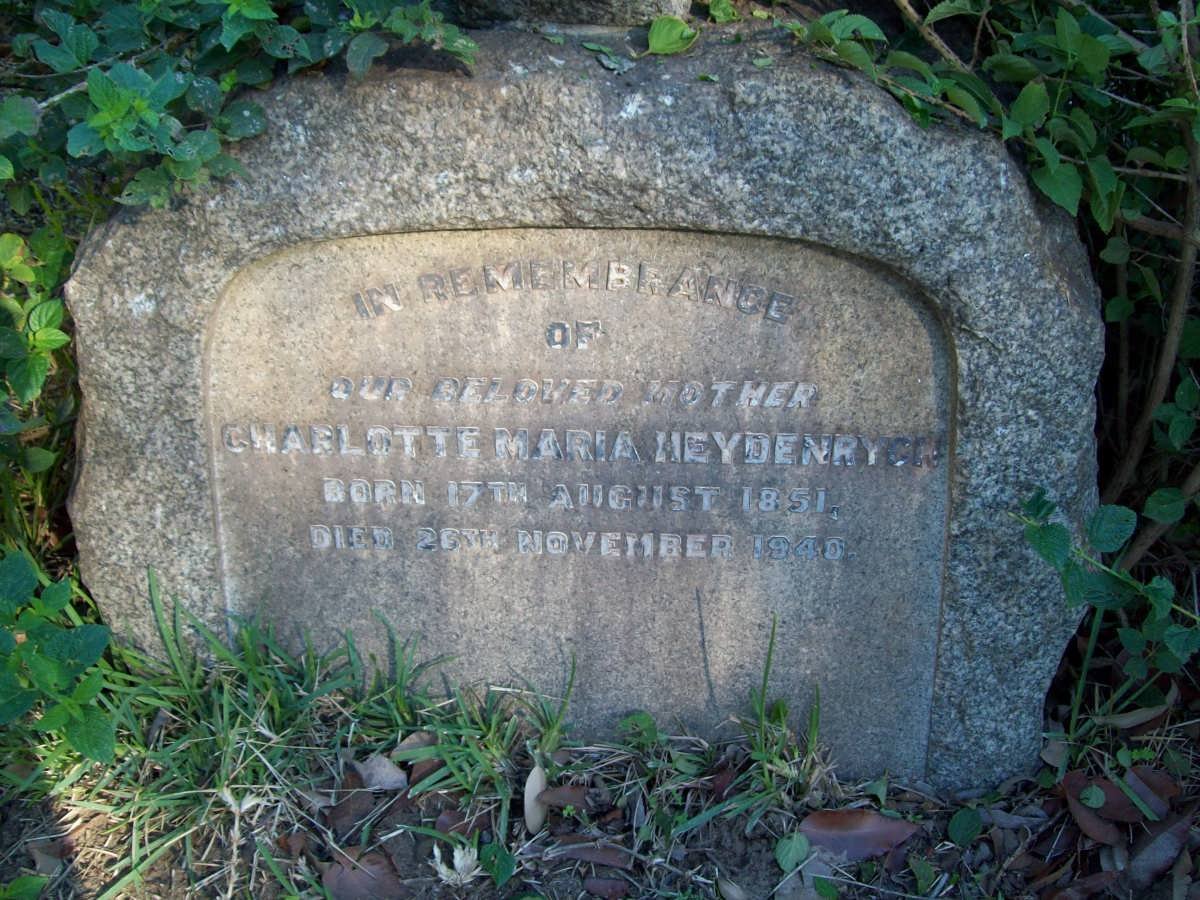 IN REMEMBRANCE
OF
OUR BELOVED MOTHER
CHARLOTTE MARIA HEYDENRYCH
BORN 17TH AUGUST 1851,
DIED 26TH NOVEMBER 1940.